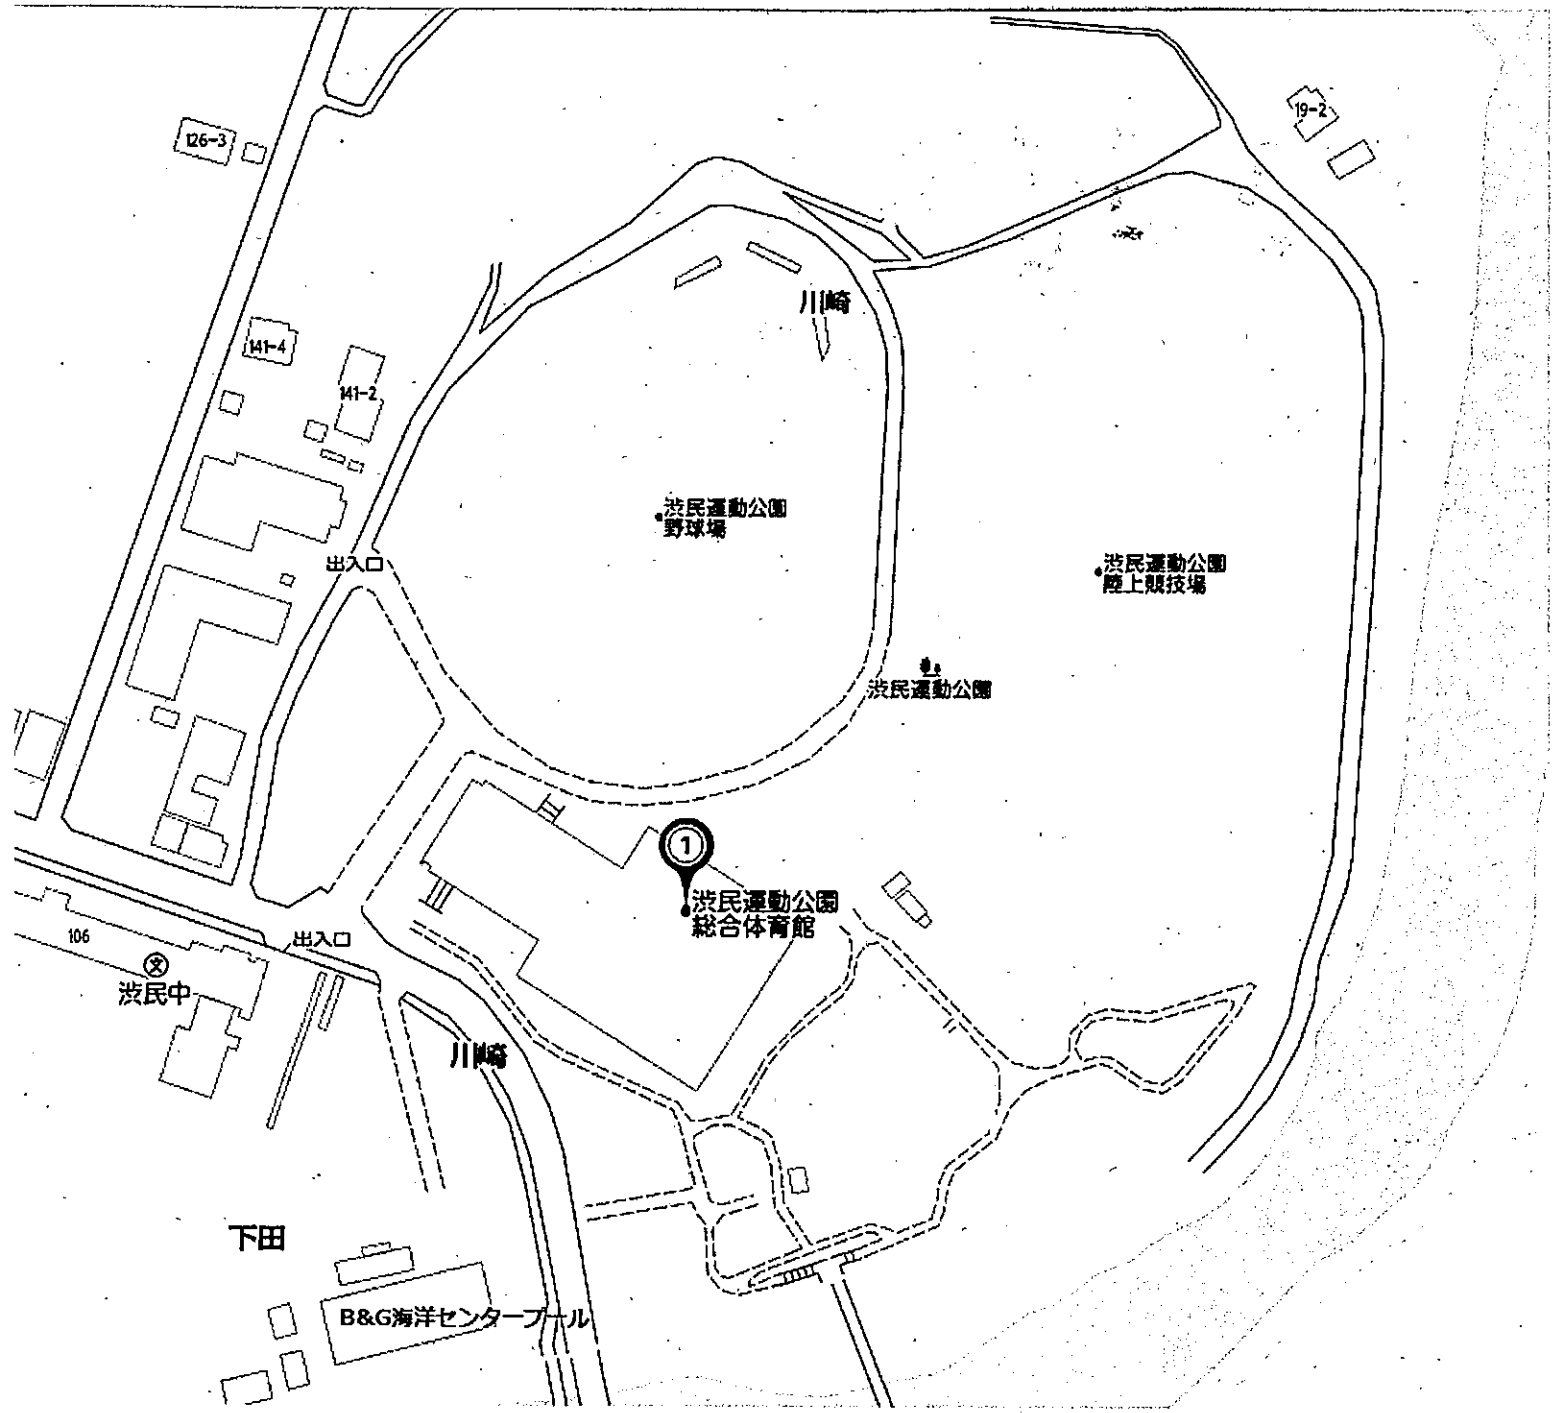 19-2
126-3
川崎
141-4
141-2
渋民運動公園
野球場
出入口
渋民運動公園
陸上競技場
渋民運動公園
1
渋民運動公園
総合体育館
106
出入口
渋民中
川崎
下田
B&G海洋センタープール